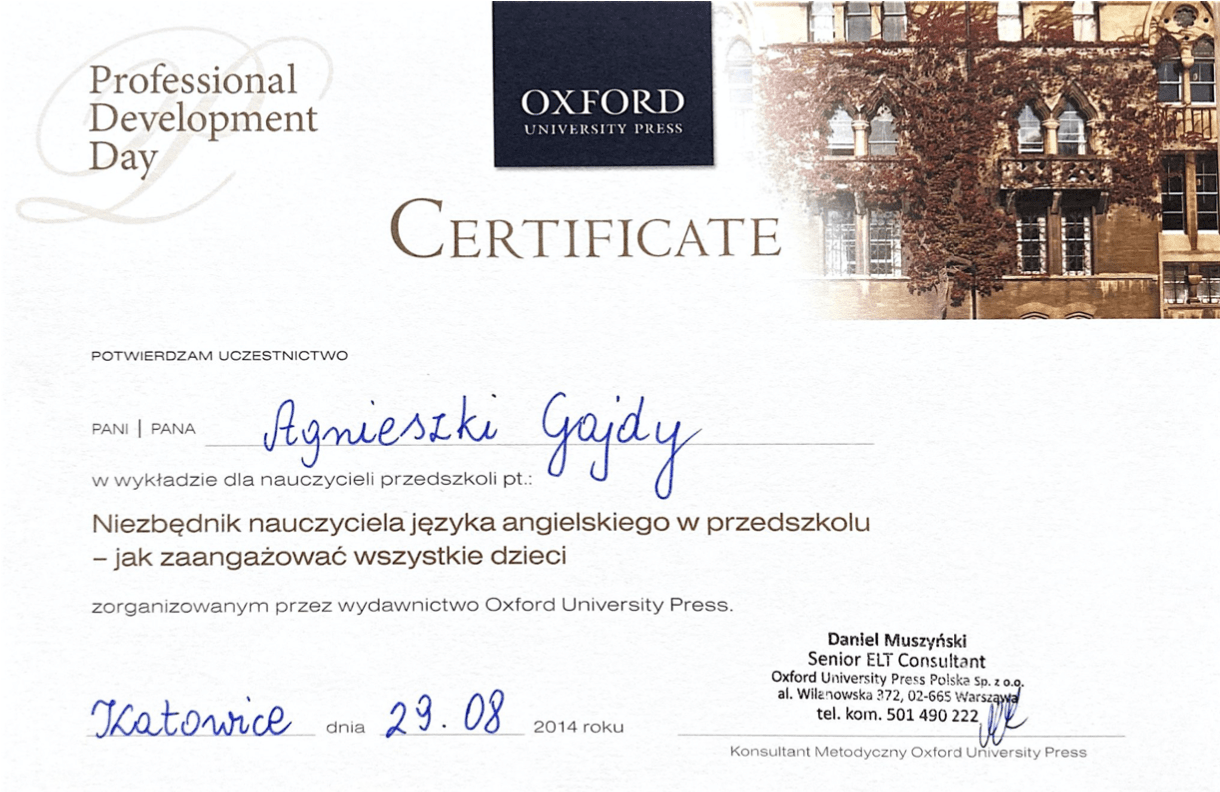 Professional
Development
Day
OXFORD
UNIVERSITY PRESS
CERTIFICATE
POTWIERDZAM UCZESTNICTWO
PANI | PANA Agnieszki Gajdy
w wykładzie dla nauczycieli przedszkoli pt.:
Niezbędnik nauczyciela języka angielskiego w przedszkolu
– jak zaangażować wszystkie dzieci
zorganizowanym przez wydawnictwo Oxford University Press.
Daniel Muszyński
Senior ELT Consultant
Oxford University Press Polska Sp. z o.o.
al. Wilanowska 372, 02-665 Warszawa
tel. kom. 501 490 222
Katowice dnia 29.08 2014 roku
Konsultant Metodyczny Oxford University Press